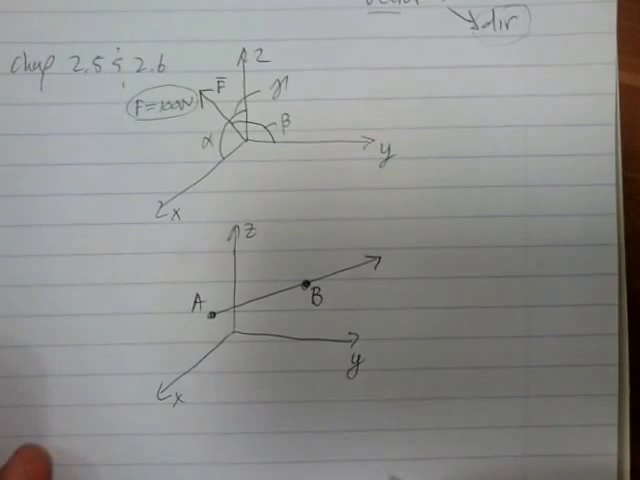 dir
Chap 2.5 & 2.6
z
F
γ
F=100N
β
α
y
x
z
A
B
y
x